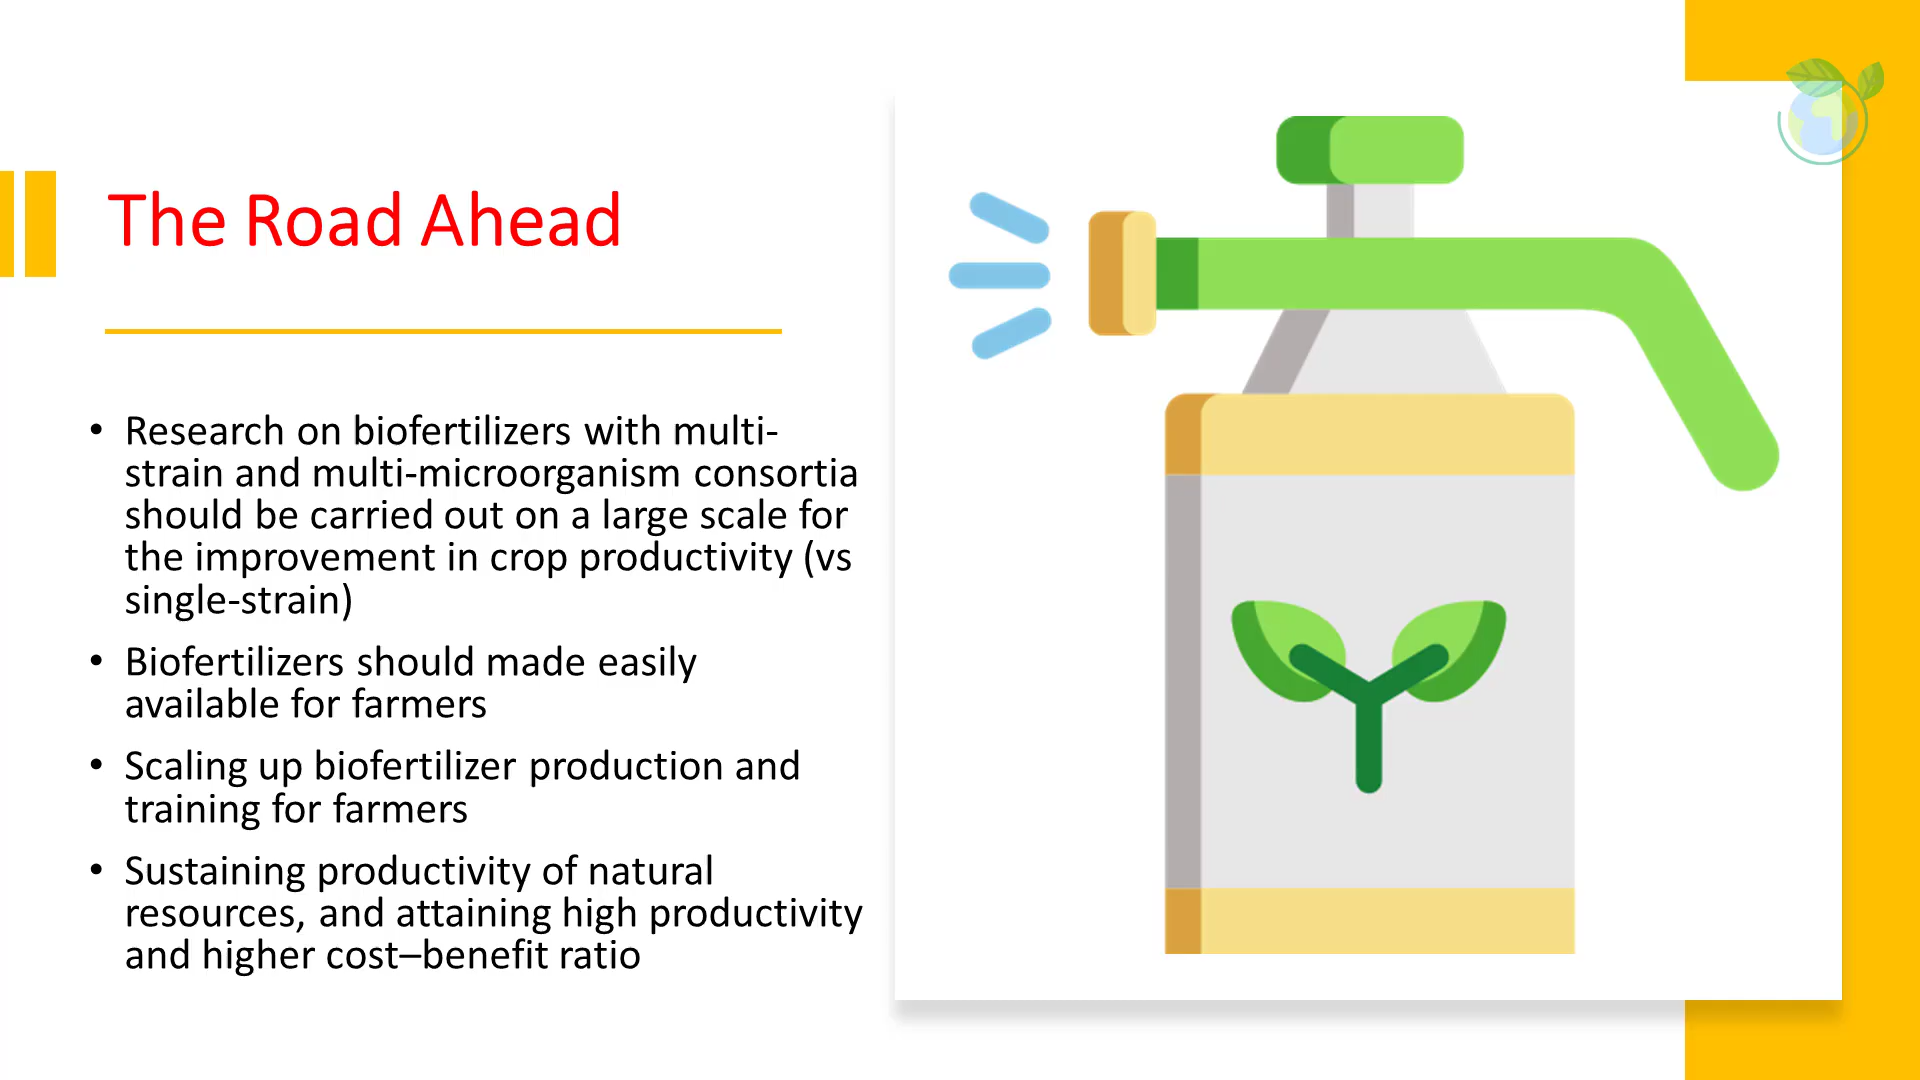 The Road Ahead
• Research on biofertilizers with multi-
strain and multi-microorganism consortia
should be carried out on a large scale for
the improvement in crop productivity (vs
single-strain)
• Biofertilizers should made easily
available for farmers
• Scaling up biofertilizer production and
training for farmers
• Sustaining productivity of natural
resources, and attaining high productivity
and higher cost–benefit ratio